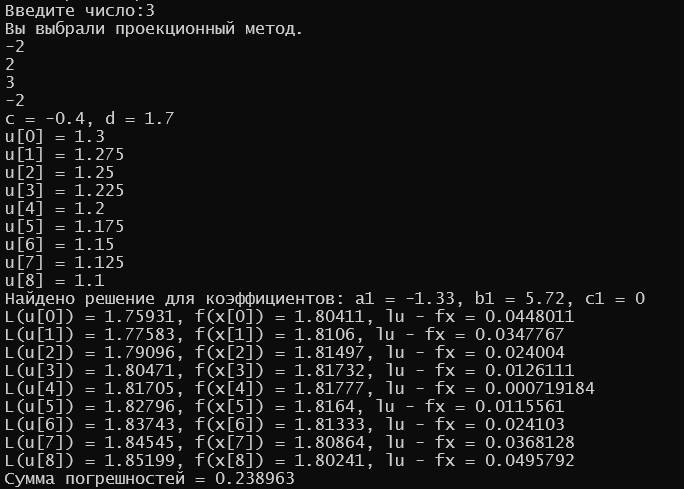 Введите число:3
Вы выбрали проекционный метод.
-2
2
3
-2
c = -0.4, d = 1.7
u[0] = 1.3
u[1] = 1.275
u[2] = 1.25
u[3] = 1.225
u[4] = 1.2
u[5] = 1.175
u[6] = 1.15
u[7] = 1.125
u[8] = 1.1
Найдено решение для коэффициентов: a1 = -1.33, b1 = 5.72, c1 = 0
L(u[0]) = 1.75931, f(x[0]) = 1.80411, lu - fx = 0.0448011
L(u[1]) = 1.77583, f(x[1]) = 1.8106, lu - fx = 0.0347767
L(u[2]) = 1.79096, f(x[2]) = 1.81497, lu - fx = 0.024004
L(u[3]) = 1.80471, f(x[3]) = 1.81732, lu - fx = 0.0126111
L(u[4]) = 1.81705, f(x[4]) = 1.81777, lu - fx = 0.000719184
L(u[5]) = 1.82796, f(x[5]) = 1.8164, lu - fx = 0.0115561
L(u[6]) = 1.83743, f(x[6]) = 1.81333, lu - fx = 0.024103
L(u[7]) = 1.84545, f(x[7]) = 1.80864, lu - fx = 0.0368128
L(u[8]) = 1.85199, f(x[8]) = 1.80241, lu - fx = 0.0495792
Сумма погрешностей = 0.238963